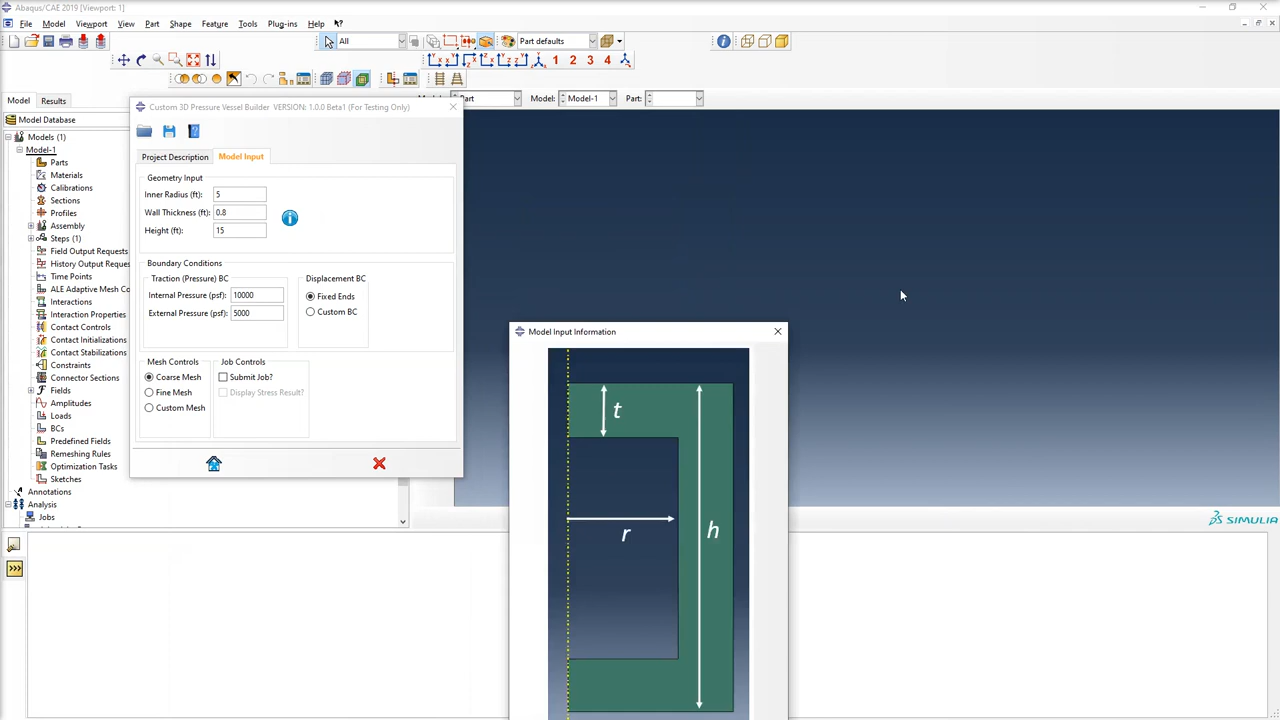 Abaqus/CAE 2019 [Viewport: 1]
File Model Viewport View Part Shape Feature Tools Plug-ins Help
All
Part defaults
1 2 3 4
Part Model: Model-1 Part:
Model Results
Model Database
Models (1)
Model-1
Parts
Materials
Calibrations
Sections
Profiles
Assembly
Steps (1)
Field Output Requests
History Output Reque
Time Points
ALE Adaptive Mesh Co
Interactions
Interaction Properties
Contact Controls
Contact Initializations
Contact Stabilizations
Constraints
Connector Sections
Fields
Amplitudes
Loads
BCs
Predefined Fields
Remeshing Rules
Optimization Tasks
Sketches
Annotations
Analysis
Jobs
Custom 3D Pressure Vessel Builder VERSION: 1.0.0 Beta1 (For Testing Only)
Project Description Model Input
Geometry Input
Inner Radius (ft): 5
Wall Thickness (ft): 0.8
Height (ft): 15
Boundary Conditions
Traction (Pressure) BC
Internal Pressure (psf): 10000
External Pressure (psf): 5000
Displacement BC
Fixed Ends
Custom BC
Mesh Controls
Coarse Mesh
Fine Mesh
Custom Mesh
Job Controls
Submit Job?
Display Stress Result?
Model Input Information
t
r
h
SIMULIA
>>>